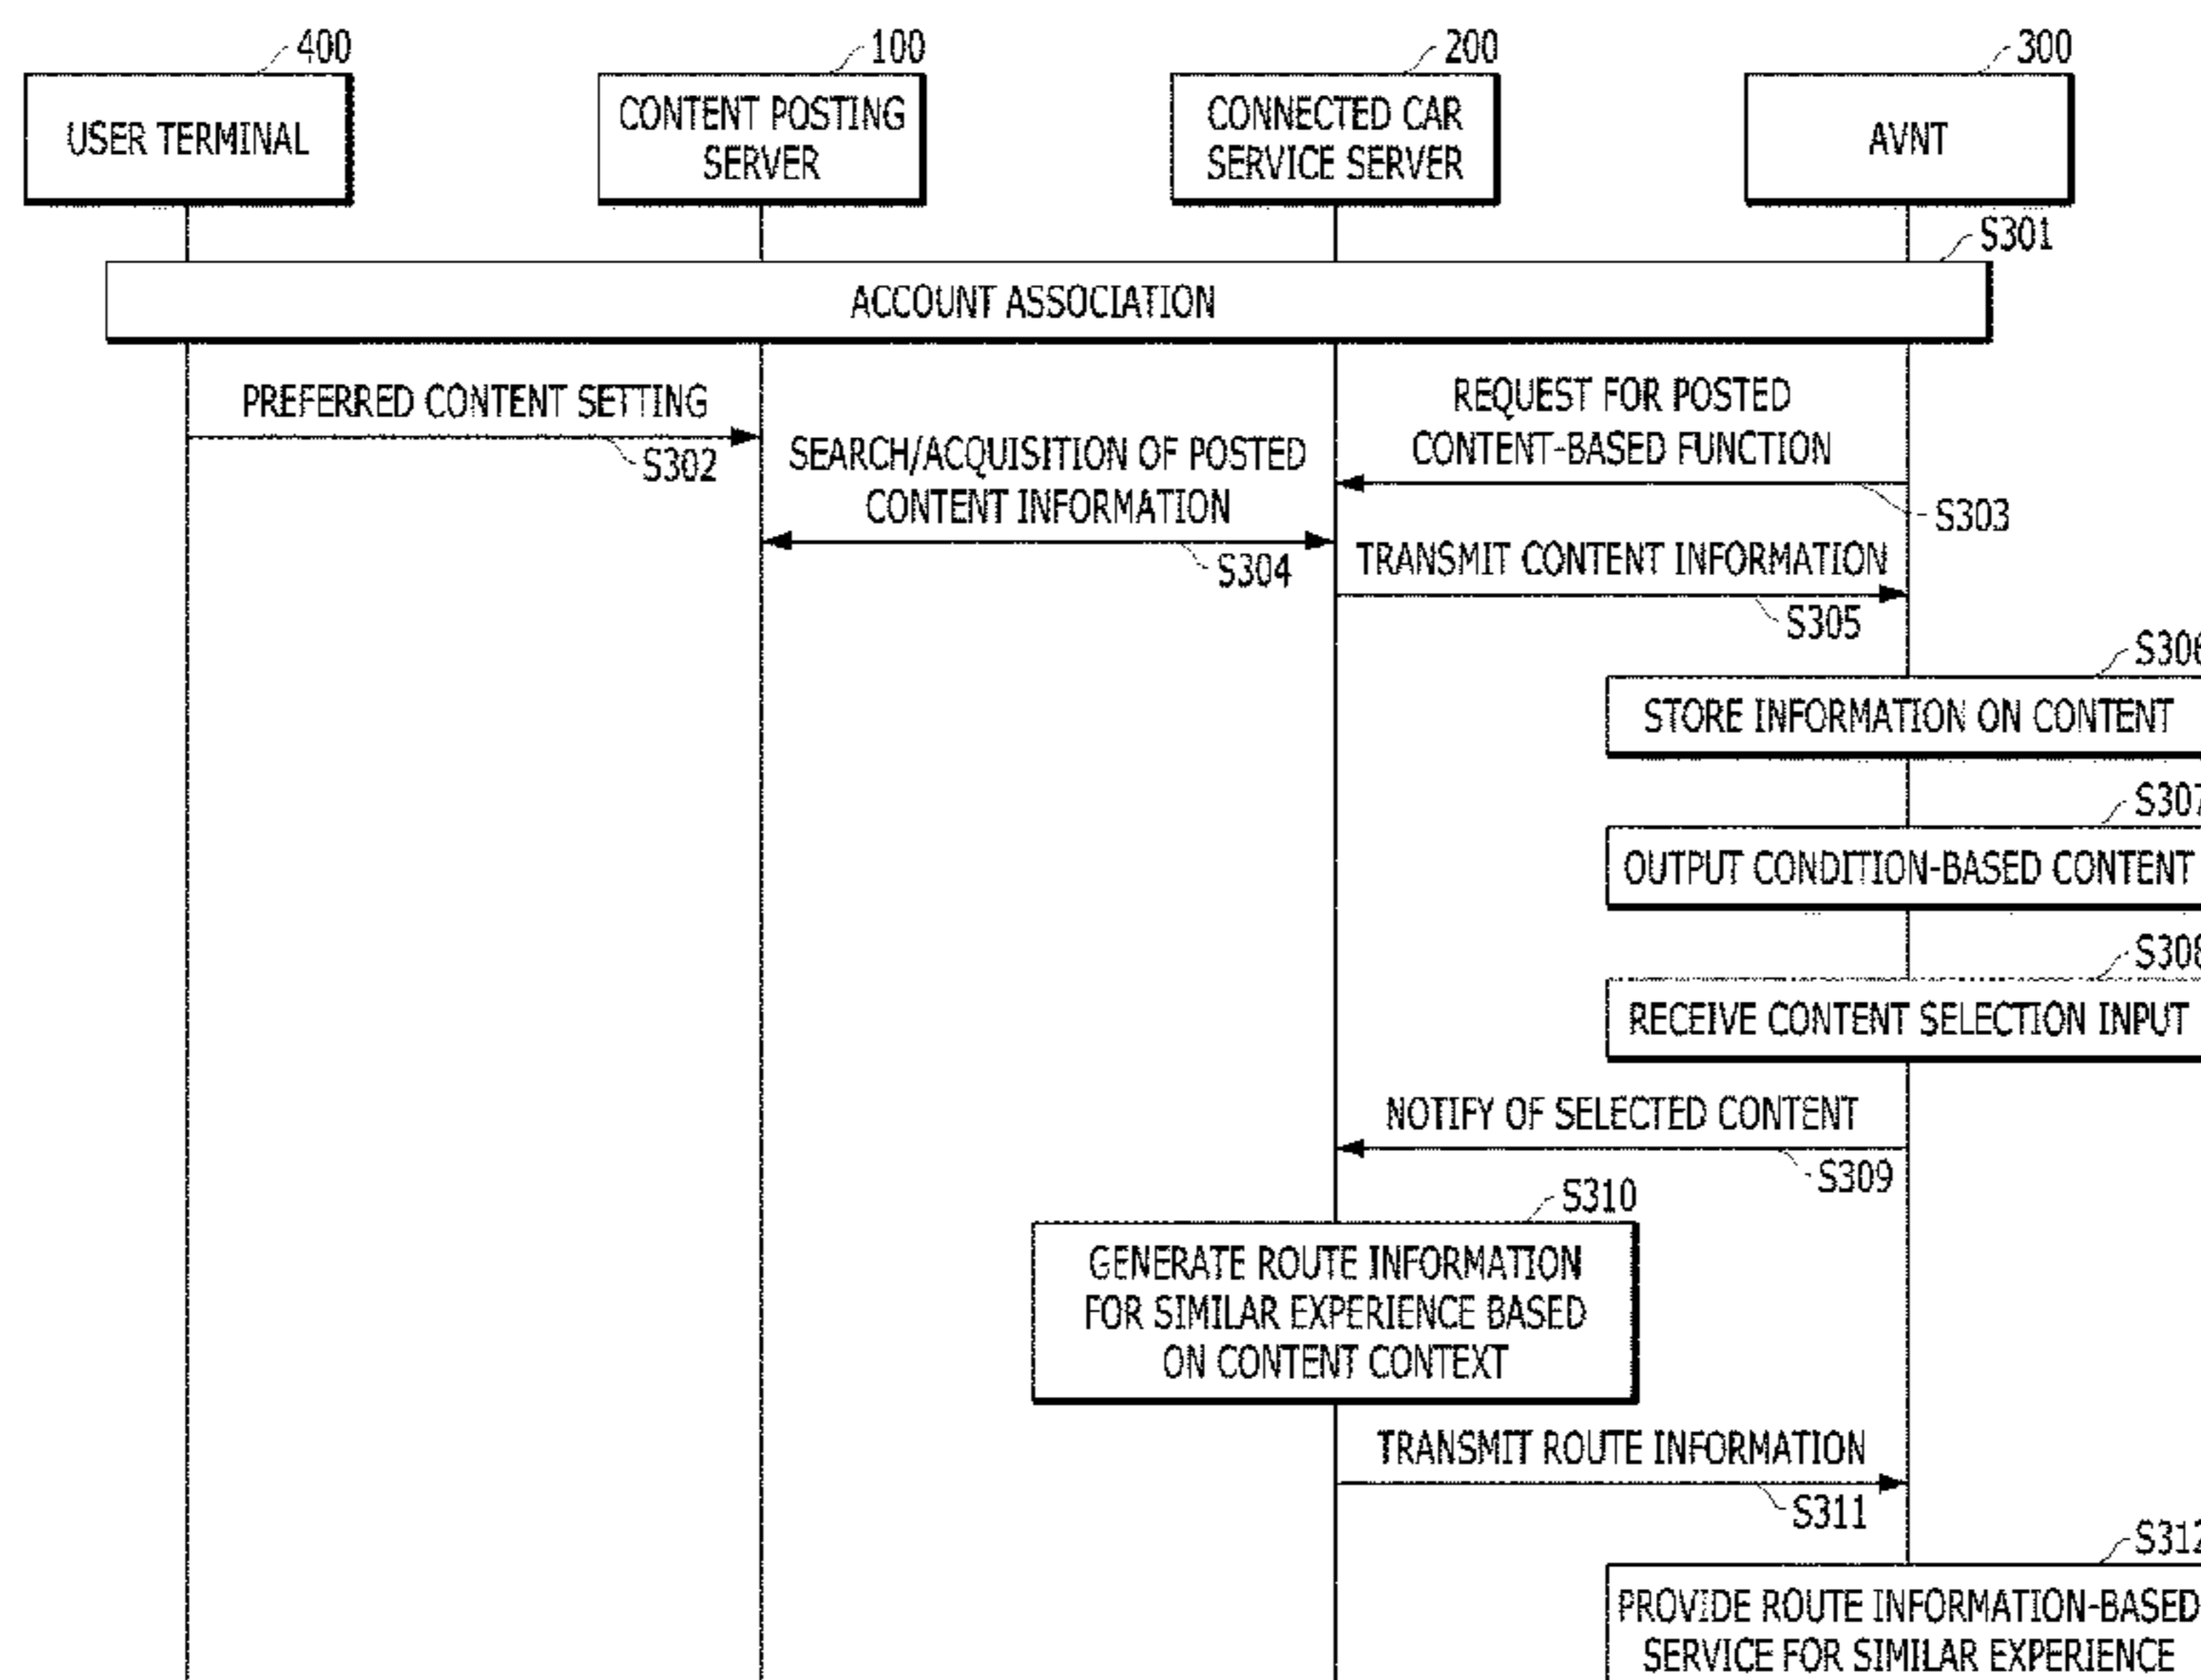 400
100
200
300
USER TERMINAL
CONTENT POSTING
SERVER
CONNECTED CAR
SERVICE SERVER
AVNT
S301
ACCOUNT ASSOCIATION
PREFERRED CONTENT SETTING
S302
REQUEST FOR POSTED
CONTENT-BASED FUNCTION
S303
SEARCH/ACQUISITION OF POSTED
CONTENT INFORMATION
S304
TRANSMIT CONTENT INFORMATION
S305
S306
STORE INFORMATION ON CONTENT
S307
OUTPUT CONDITION-BASED CONTENT
S308
RECEIVE CONTENT SELECTION INPUT
NOTIFY OF SELECTED CONTENT
S309
S310
GENERATE ROUTE INFORMATION
FOR SIMILAR EXPERIENCE BASED
ON CONTENT CONTEXT
TRANSMIT ROUTE INFORMATION
S311
S312
PROVIDE ROUTE INFORMATION-BASED
SERVICE FOR SIMILAR EXPERIENCE